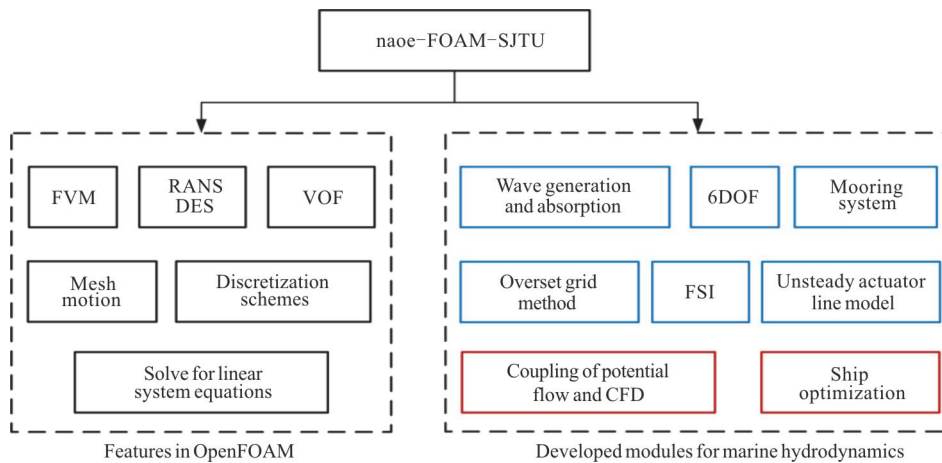 naoe-FOAM-SJTU
FVM
RANS
DES
VOF
Mesh
motion
Discretization
schemes
Solve for linear
system equations
Features in OpenFOAM
Wave generation
and absorption
6DOF
Mooring
system
Overset grid
method
FSI
Unsteady actuator
line model
Coupling of potential
flow and CFD
Ship
optimization
Developed modules for marine hydrodynamics